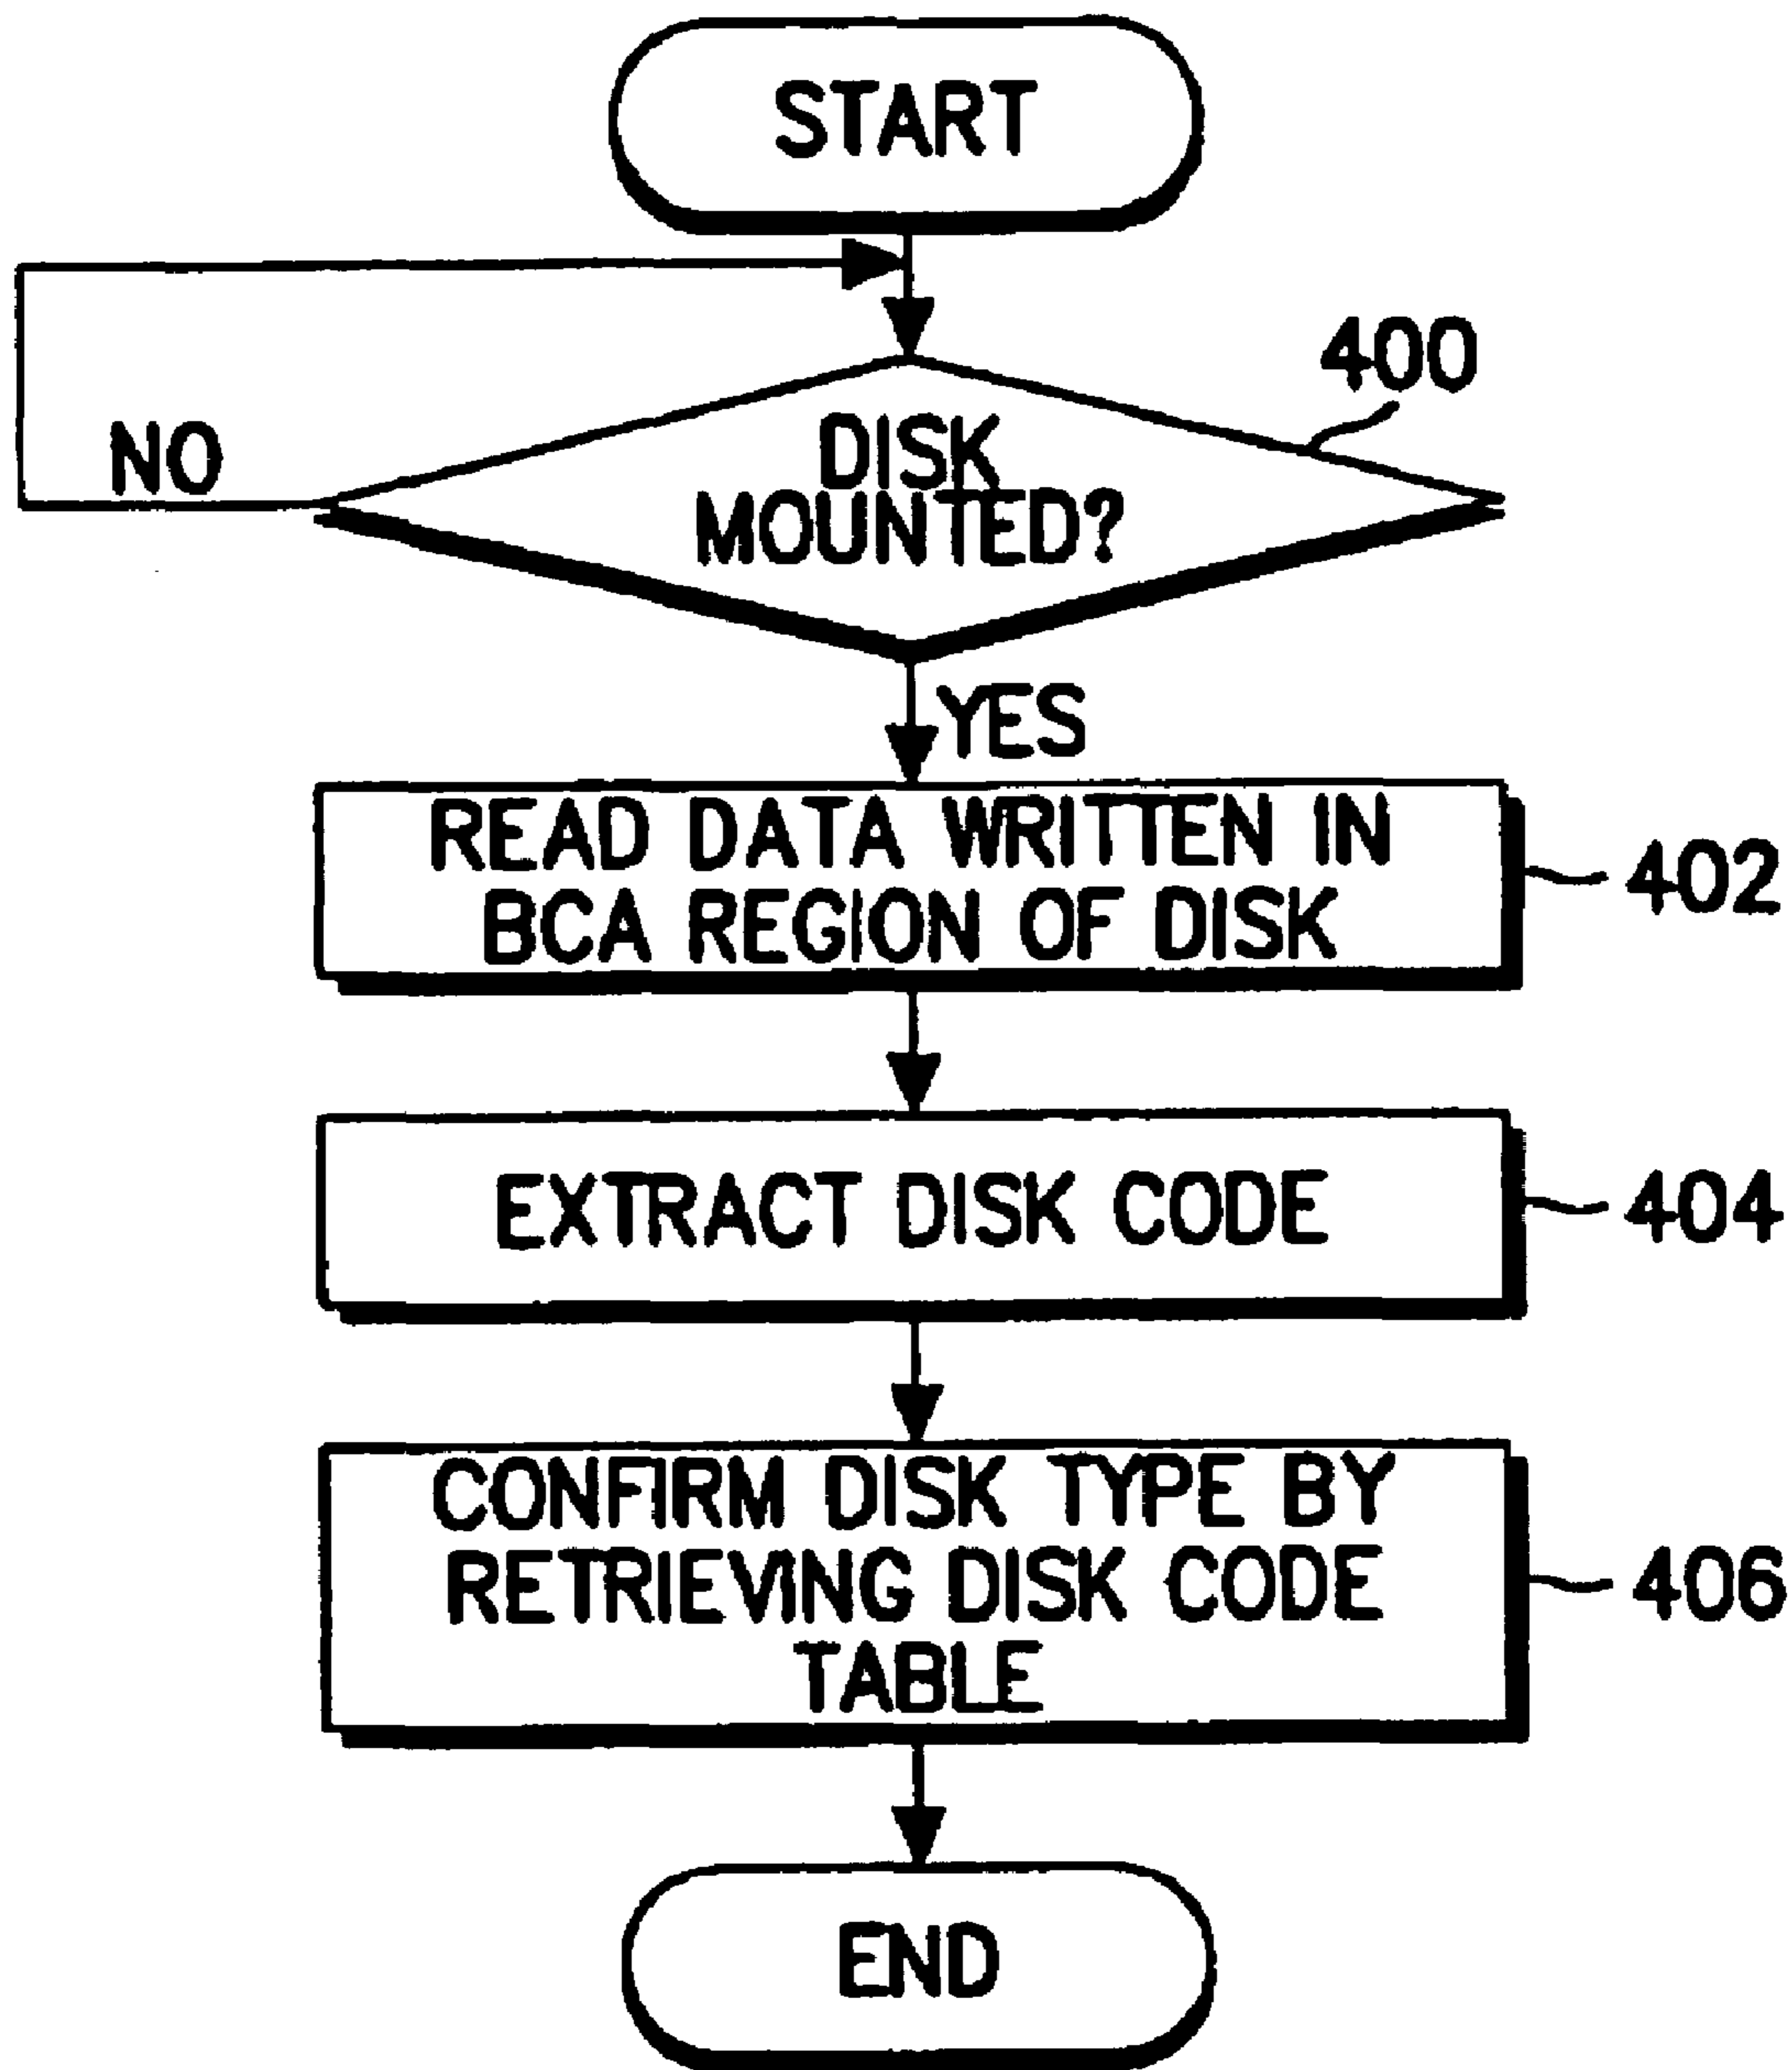 START
400
NO
DISK
MOUNTED?
YES
READ DATA WRITTEN IN
BCA REGION OF DISK
402
EXTRACT DISK CODE
404
CONFIRM DISK TYPE BY
RETRIEVING DISK CODE
TABLE
406
END